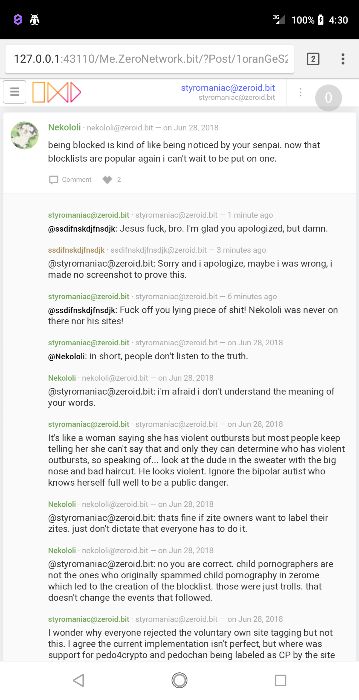 100% 4:30
127.0.0.1:43110/Me.ZeroNetwork.bit/?Post/1oranGeS2
2
styromaniac@zeroid.bit
styromaniac@zeroid.bit
0
Nekololi · nekololi@zeroid.bit — on Jun 28, 2018
being blocked is kind of like being noticed by your senpai. now that
blocklists are popular again i can't wait to be put on one.
Comment 2
styromaniac@zeroid.bit · styromaniac@zeroid.bit — 1 minute ago
@ssdifnskdjfnsdjk: Jesus fuck, bro. I'm glad you apologized, but damn.
ssdifnskdjfnsdjk · ssdifnskdjfnsdjk@zeroid.bit — 3 minutes ago
@styromaniac@zeroid.bit: Sorry and i apologize, maybe i was wrong, i
made no screenshot to prove this.
styromaniac@zeroid.bit · styromaniac@zeroid.bit — 6 minutes ago
@ssdifnskdjfnsdjk: Fuck off you lying piece of shit! Nekololi was never on
there nor his sites!
styromaniac@zeroid.bit · styromaniac@zeroid.bit — on Jun 28, 2018
@Nekololi: in short, people don't listen to the truth.
Nekololi · nekololi@zeroid.bit — on Jun 28, 2018
@styromaniac@zeroid.bit: i'm afraid i don't understand the meaning of
your words.
styromaniac@zeroid.bit · styromaniac@zeroid.bit — on Jun 28, 2018
It's like a woman saying she has violent outbursts but most people keep
telling her she can't say that and only they can determine who has violent
outbursts, so speaking of... look at the dude in the sweater with the big
nose and bad haircut. He looks violent. Ignore the bipolar autist who
knows herself full well to be a public danger.
Nekololi · nekololi@zeroid.bit — on Jun 28, 2018
@styromaniac@zeroid.bit: thats fine if zite owners want to label their
zites. just don't dictate that everyone has to do it.
Nekololi · nekololi@zeroid.bit — on Jun 28, 2018
@styromaniac@zeroid.bit: no you are correct. child pornographers are
not the ones who originally spammed child pornography in zerome
which led to the creation of the blocklist. those were just trolls. that
doesn't change the events that followed.
styromaniac@zeroid.bit · styromaniac@zeroid.bit — on Jun 28, 2018
I wonder why everyone rejected the voluntary own site tagging but not
this. I agree the current implementation isn't perfect, but where was
support for pedo4crypto and pedochan being labeled as CP by the site